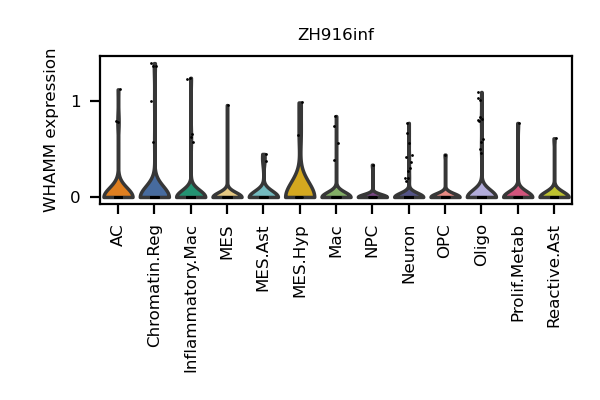 ZH916inf
WHAMM expression
1
0
AC
Chromatin.Reg
Inflammatory.Mac
MES
MES.Ast
MES.Hyp
Mac
NPC
Neuron
OPC
Oligo
Prolif.Metab
Reactive.Ast